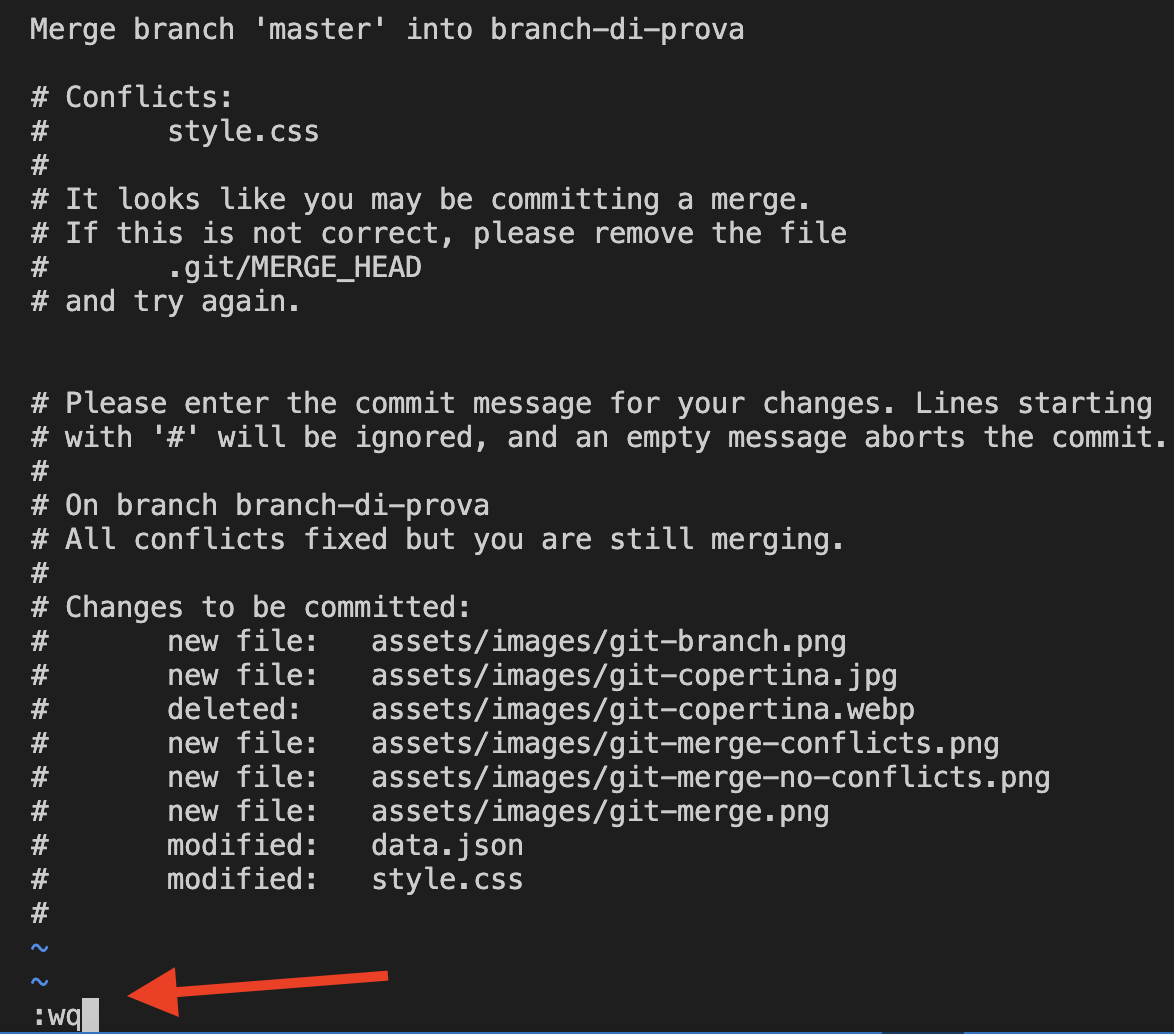 Merge branch 'master' into branch-di-prova
# Conflicts:
#       style.css
#
# It looks like you may be committing a merge.
# If this is not correct, please remove the file
#       .git/MERGE_HEAD
# and try again.
# Please enter the commit message for your changes. Lines starting
# with '#' will be ignored, and an empty message aborts the commit.
#
# On branch branch-di-prova
# All conflicts fixed but you are still merging.
#
# Changes to be committed:
#       new file:   assets/images/git-branch.png
#       new file:   assets/images/git-copertina.jpg
#       deleted:    assets/images/git-copertina.webp
#       new file:   assets/images/git-merge-conflicts.png
#       new file:   assets/images/git-merge-no-conflicts.png
#       new file:   assets/images/git-merge.png
#       modified:   data.json
#       modified:   style.css
#
~
~
:wq